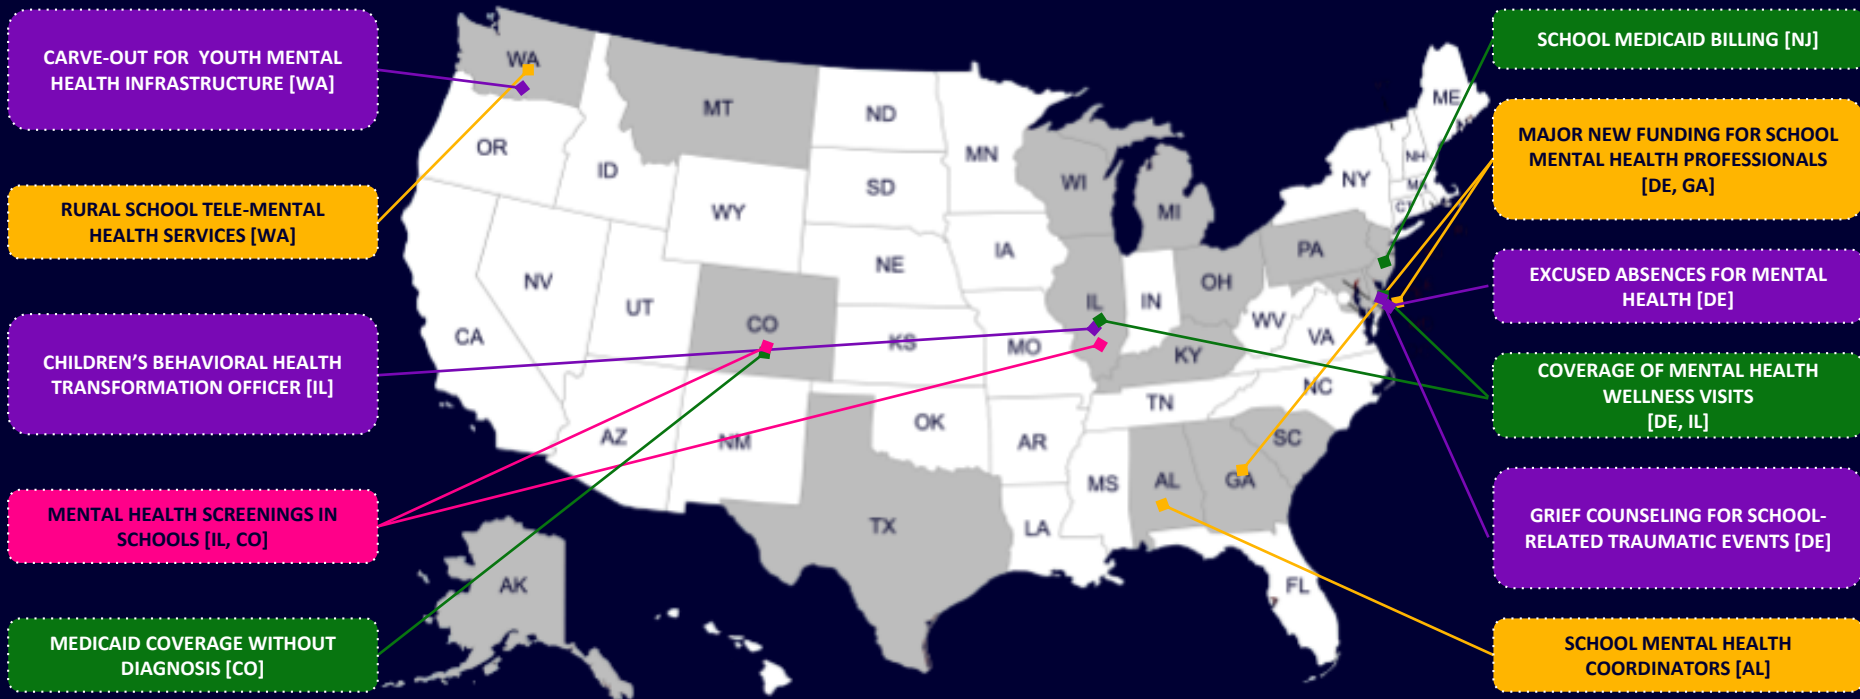 CARVE-OUT FOR YOUTH MENTAL
HEALTH INFRASTRUCTURE [WA]
RURAL SCHOOL TELE-MENTAL
HEALTH SERVICES [WA]
CHILDREN'S BEHAVIORAL HEALTH
TRANSFORMATION OFFICER [IL]
MENTAL HEALTH SCREENINGS IN
SCHOOLS [IL, CO]
MEDICAID COVERAGE WITHOUT
DIAGNOSIS [CO]
WA
MT
ND
MN
ME
OR
ID
SD
WI
MI
NY
NH
MA
CT
WY
IA
PA
NV
UT
NE
IL
IN
OH
CA
CO
KS
MO
WV
VA
KY
AZ
NM
OK
AR
TN
NC
SC
TX
LA
MS
AL
GA
FL
AK
SCHOOL MEDICAID BILLING [NJ]
MAJOR NEW FUNDING FOR SCHOOL
MENTAL HEALTH PROFESSIONALS
[DE, GA]
EXCUSED ABSENCES FOR MENTAL
HEALTH [DE]
COVERAGE OF MENTAL HEALTH
WELLNESS VISITS
[DE, IL]
GRIEF COUNSELING FOR SCHOOL-
RELATED TRAUMATIC EVENTS [DE]
SCHOOL MENTAL HEALTH
COORDINATORS [AL]